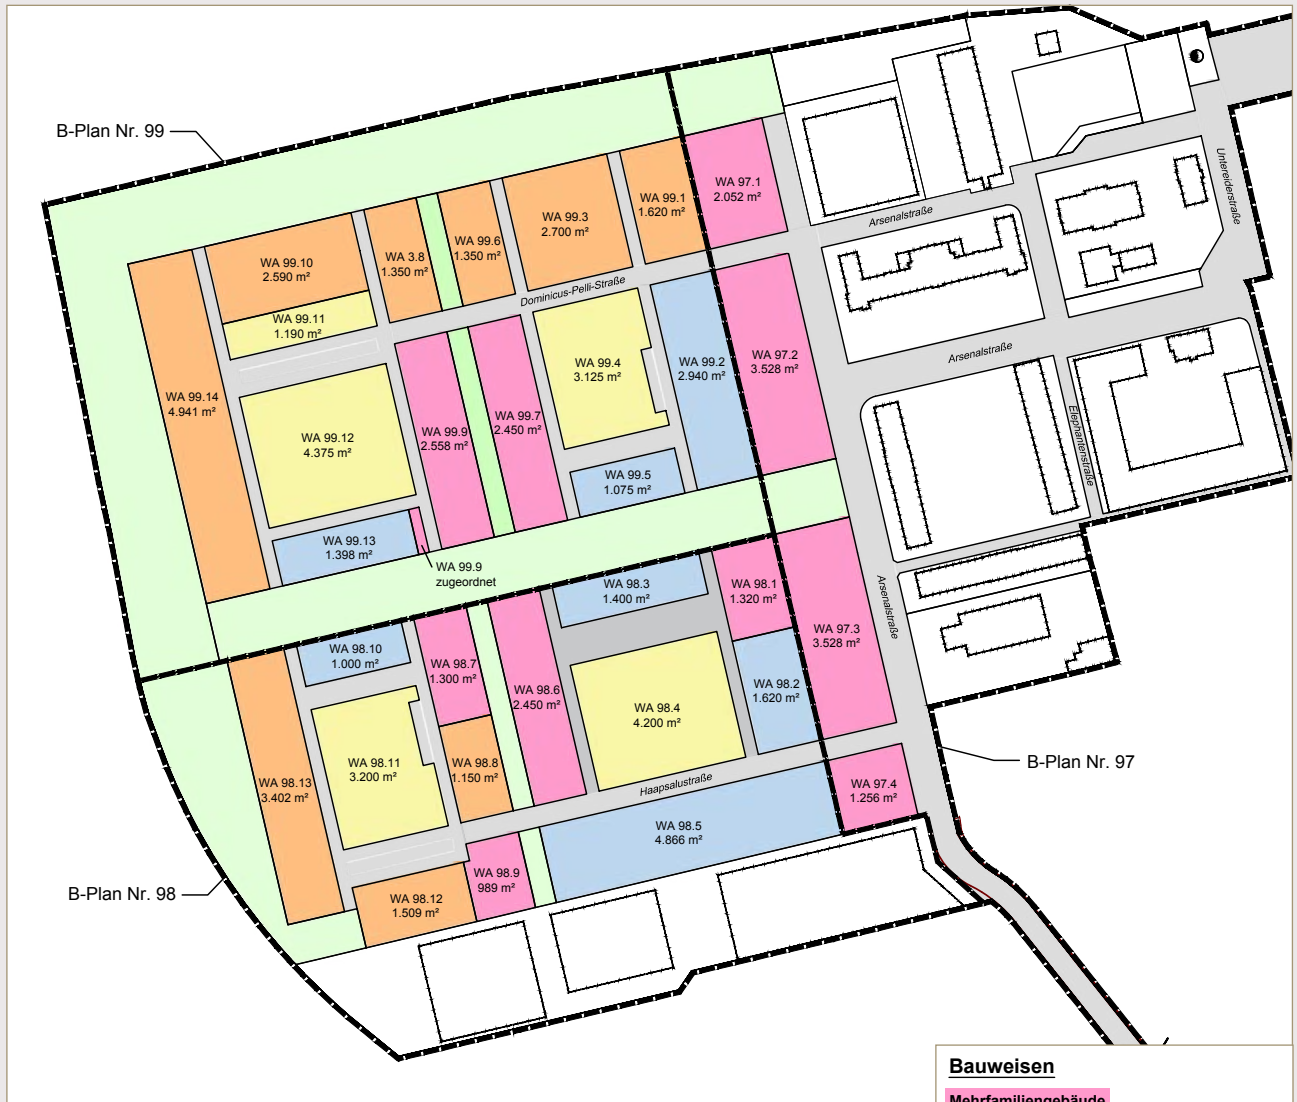 B-Plan Nr. 99
WA 97.1
2.052 m²
Untereiderstraße
WA 99.1
1.620 m²
WA 99.3
2.700 m²
Arsenalstraße
WA 99.6
1.350 m²
WA 3.8
1.350 m²
WA 99.10
2.590 m²
Dominicus-Pelli-Straße
WA 99.11
1.190 m²
Arsenalstraße
WA 97.2
3.528 m²
WA 99.2
2.940 m²
WA 99.4
3.125 m²
WA 99.14
4.941 m²
WA 99.7
2.450 m²
WA 99.9
2.558 m²
WA 99.12
4.375 m²
Elephantenstraße
WA 99.5
1.075 m²
WA 99.13
1.398 m²
WA 99.9
zugeordnet
WA 98.3
1.400 m²
WA 98.1
1.320 m²
Arsenalstraße
WA 97.3
3.528 m²
WA 98.10
1.000 m²
WA 98.7
1.300 m²
WA 98.6
2.450 m²
WA 98.2
1.620 m²
WA 98.4
4.200 m²
WA 98.11
3.200 m²
WA 98.8
1.150 m²
WA 98.13
3.402 m²
Haapsalustraße
B-Plan Nr. 97
WA 97.4
1.256 m²
WA 98.5
4.866 m²
WA 98.9
989 m²
B-Plan Nr. 98
WA 98.12
1.509 m²
Bauweisen
Mehrfamiliengebäude